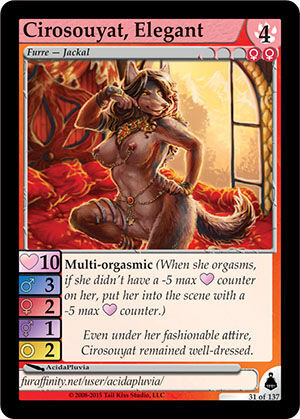 Cirosouyat, Elegant
4
Furre — Jackal
10
3
2
1
2
Multi-orgasmic (When she orgasms,
if she didn't have a -5 max counter
on her, put her into the scene with a
-5 max counter.)
Even under her fashionable attire,
Cirosouyat remained well-dressed.
AcidaPluvia
furaffinity.net/user/acidapluvia/
©2008-2015 Tail Kiss Studio, LLC
31 of 137